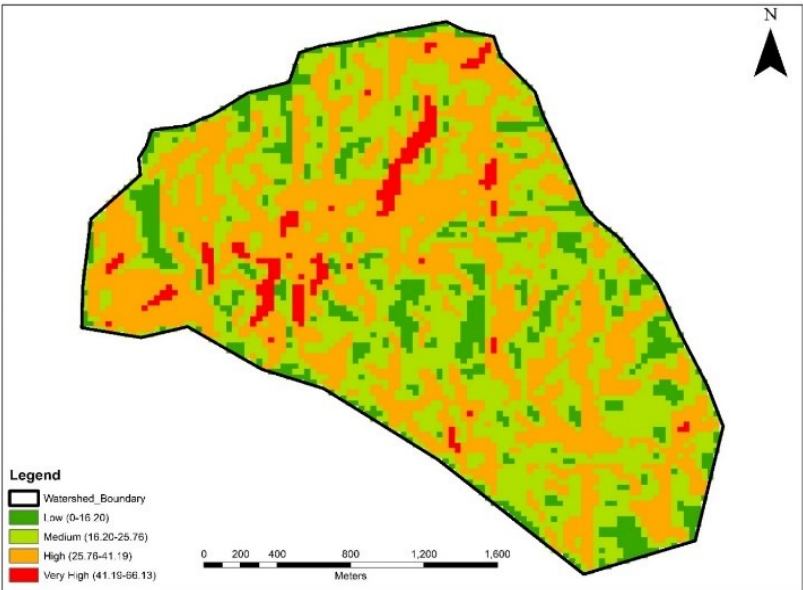 N
Legend
Watershed_Boundary
Low (0-16.20)
Medium (16.20-25.76)
High (25.76-41.19)
Very High (41.19-66.13)
0 200 400 800 1,200 1,600
Meters